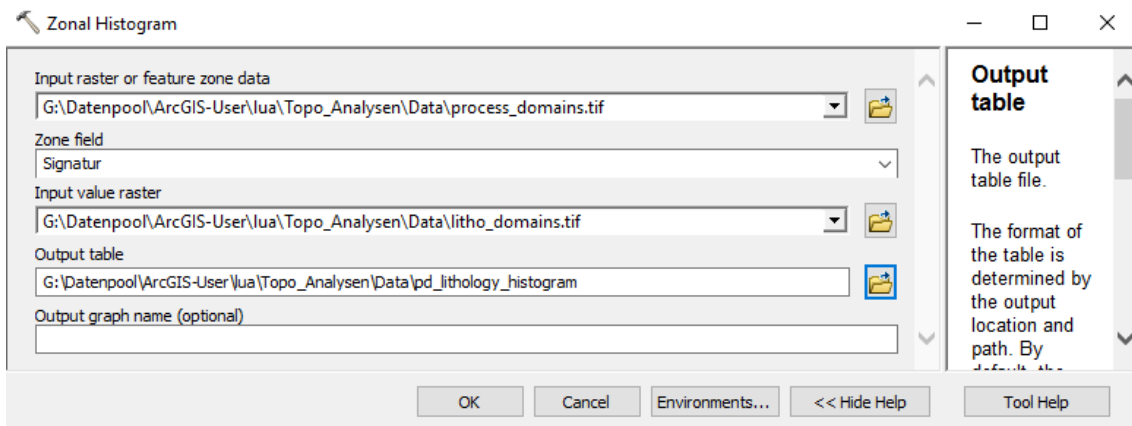 Zonal Histogram
Input raster or feature zone data
G:\Datenpool\ArcGIS-User\lua\Topo_Analysen\Data\process_domains.tif
Zone field
Signatur
Input value raster
G:\Datenpool\ArcGIS-User\lua\Topo_Analysen\Data\litho_domains.tif
Output table
G:\Datenpool\ArcGIS-User\lua\Topo_Analysen\Data\pd_lithology_histogram
Output graph name (optional)
OK
Cancel
Environments...
<< Hide Help
Output
table
The output
table file.
The format of
the table is
determined by
the output
location and
path. By
default, the
Tool Help